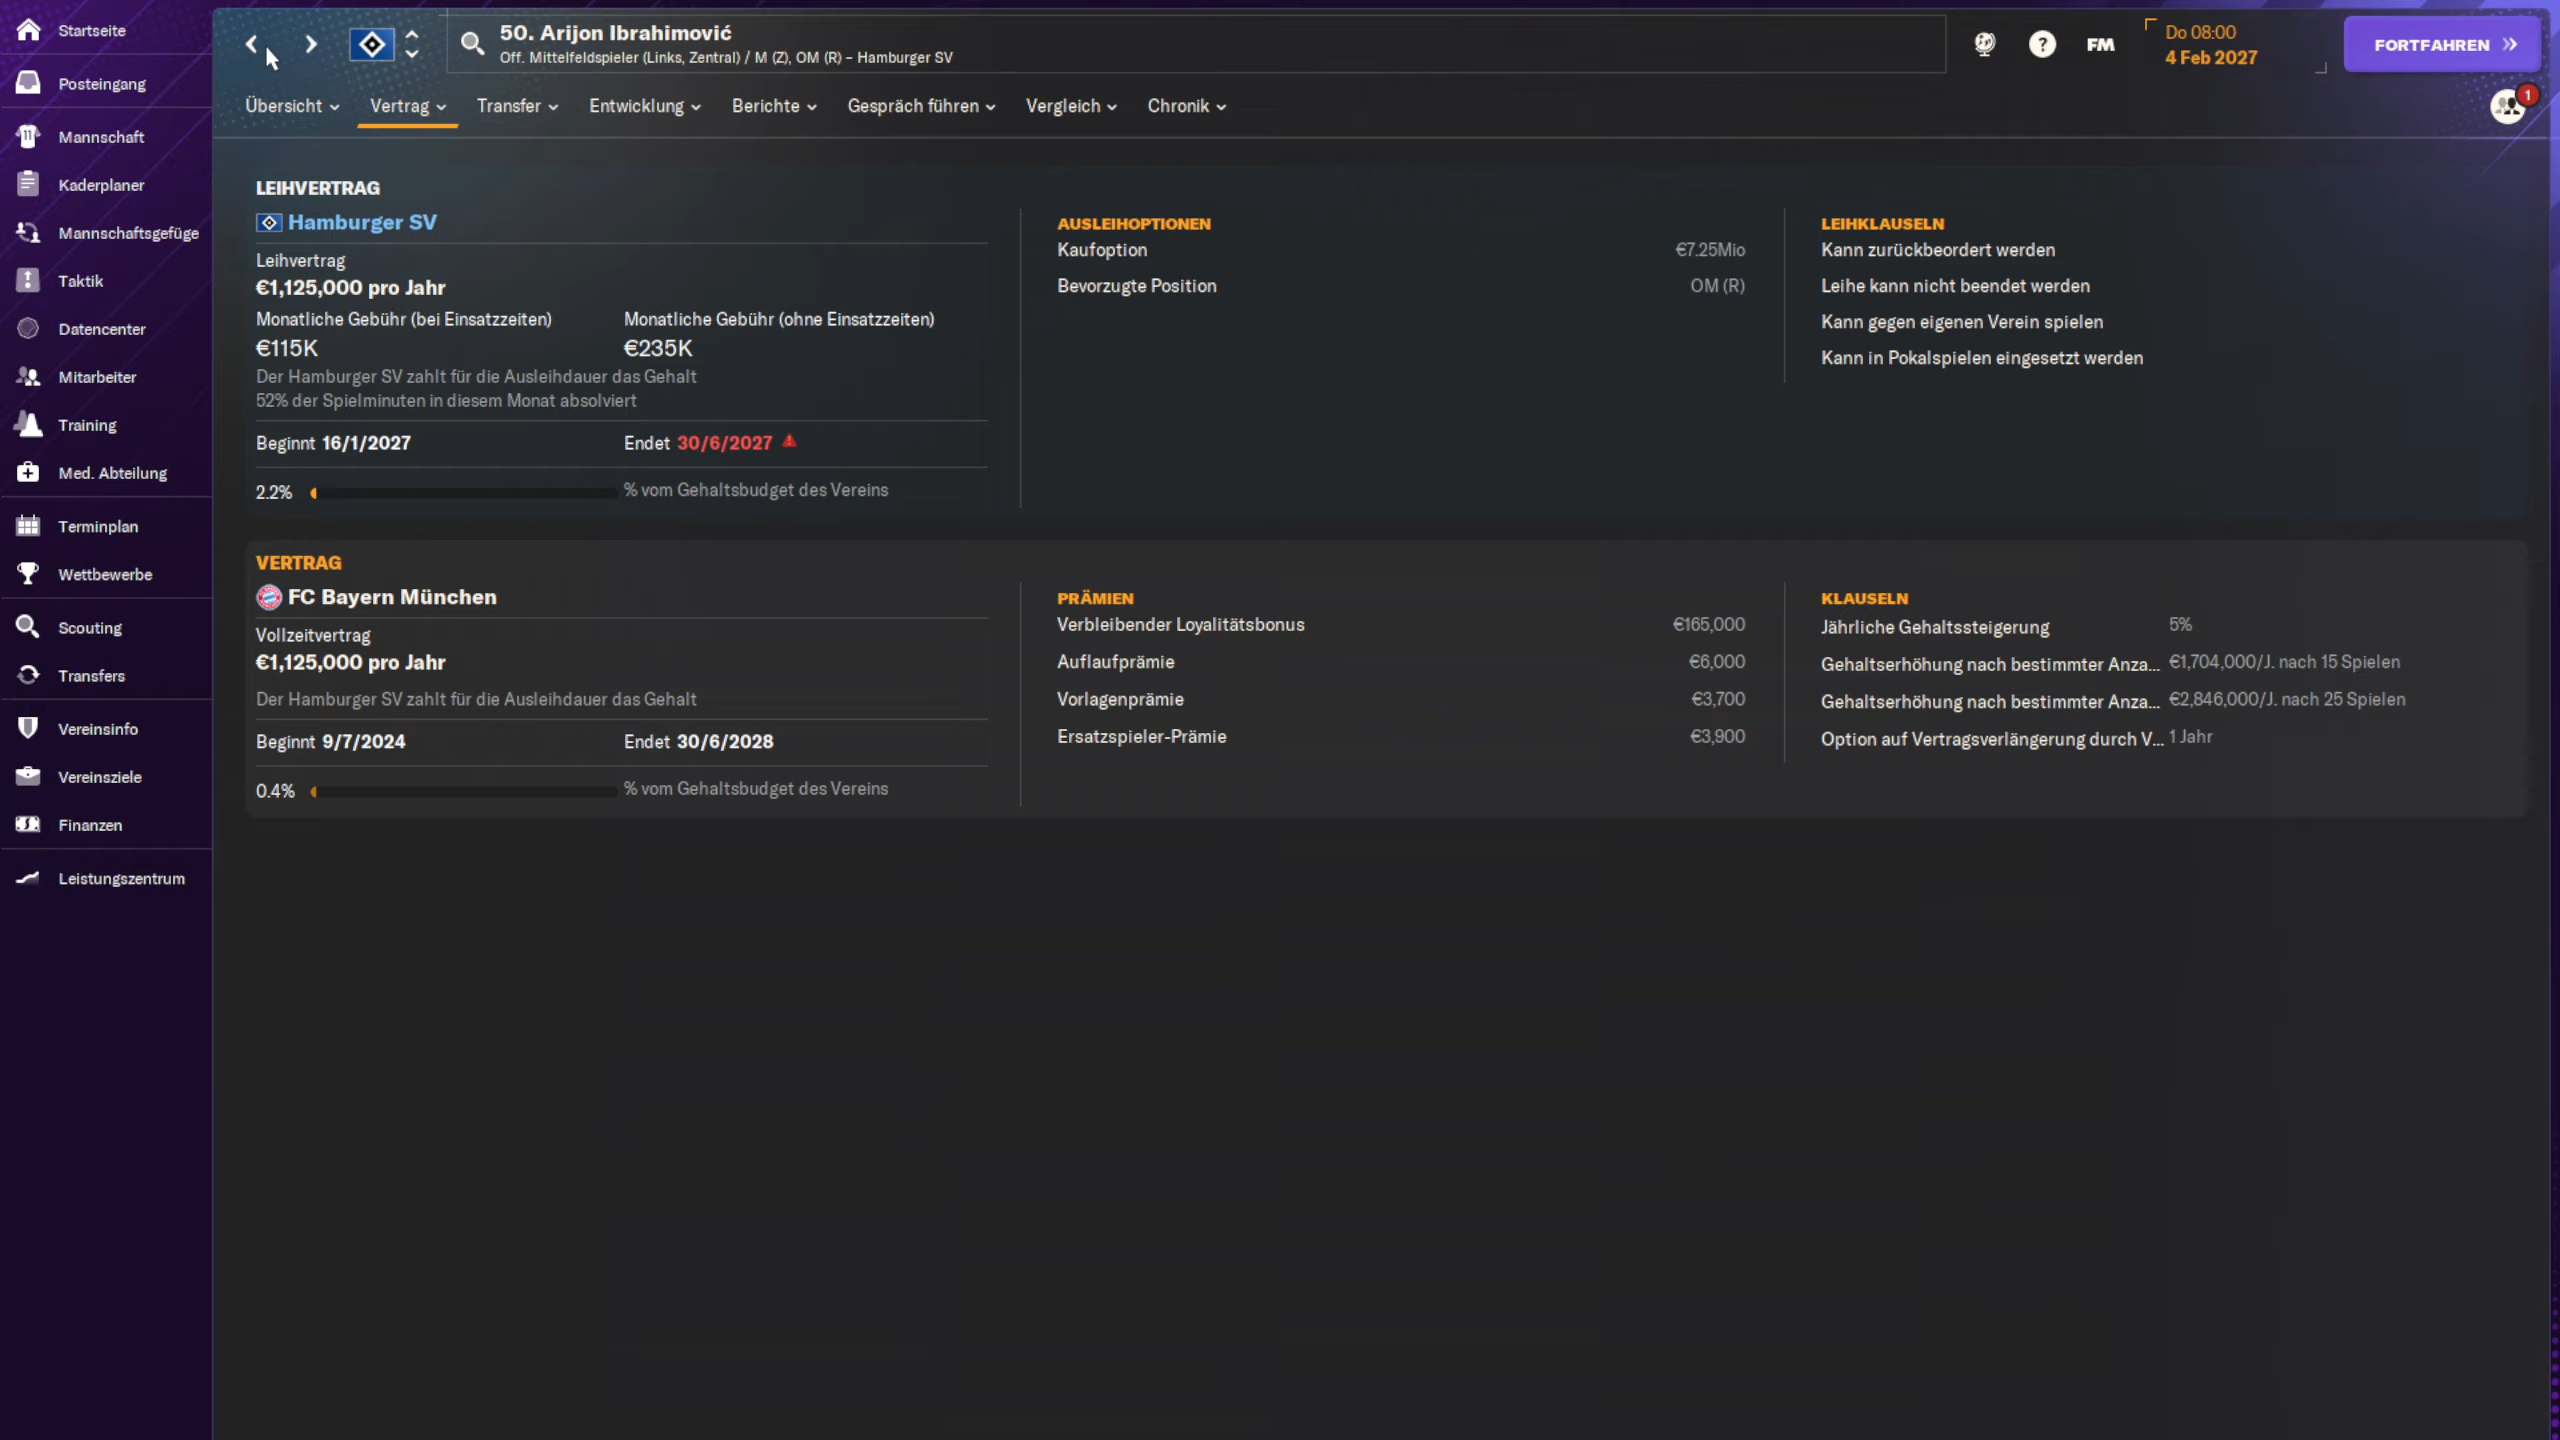 Startseite
Posteingang
Mannschaft
Kaderplaner
Mannschaftsgefüge
Taktik
Datencenter
Mitarbeiter
Training
Med. Abteilung
Terminplan
Wettbewerbe
Scouting
Transfers
Vereinsinfo
Vereinsziele
Finanzen
Leistungszentrum
50. Arijon Ibrahimović
Off. Mittelfeldspieler (Links, Zentral) / M (Z), OM (R) – Hamburger SV
?
FM
Do 08:00
4 Feb 2027
FORTFAHREN
1
Übersicht Vertrag Transfer Entwicklung Berichte Gespräch führen Vergleich Chronik
LEIHVERTRAG
Hamburger SV
Leihvertrag
€1,125,000 pro Jahr
Monatliche Gebühr (bei Einsatzzeiten) Monatliche Gebühr (ohne Einsatzzeiten)
€115K €235K
Der Hamburger SV zahlt für die Ausleihdauer das Gehalt
52% der Spielminuten in diesem Monat absolviert
Beginnt 16/1/2027 Endet 30/6/2027
2.2% % vom Gehaltsbudget des Vereins
AUSLEIHOPTIONEN
Kaufoption €7.25Mio
Bevorzugte Position OM (R)
LEIHKLAUSELN
Kann zurückbeordert werden
Leihe kann nicht beendet werden
Kann gegen eigenen Verein spielen
Kann in Pokalspielen eingesetzt werden
VERTRAG
FC Bayern München
Vollzeitvertrag
€1,125,000 pro Jahr
Der Hamburger SV zahlt für die Ausleihdauer das Gehalt
Beginnt 9/7/2024 Endet 30/6/2028
0.4% % vom Gehaltsbudget des Vereins
PRÄMIEN
Verbleibender Loyalitätsbonus €165,000
Auflaufprämie €6,000
Vorlagenprämie €3,700
Ersatzspieler-Prämie €3,900
KLAUSELN
Jährliche Gehaltssteigerung 5%
Gehaltserhöhung nach bestimmter Anza... €1,704,000/J. nach 15 Spielen
Gehaltserhöhung nach bestimmter Anza... €2,846,000/J. nach 25 Spielen
Option auf Vertragsverlängerung durch V... 1 Jahr